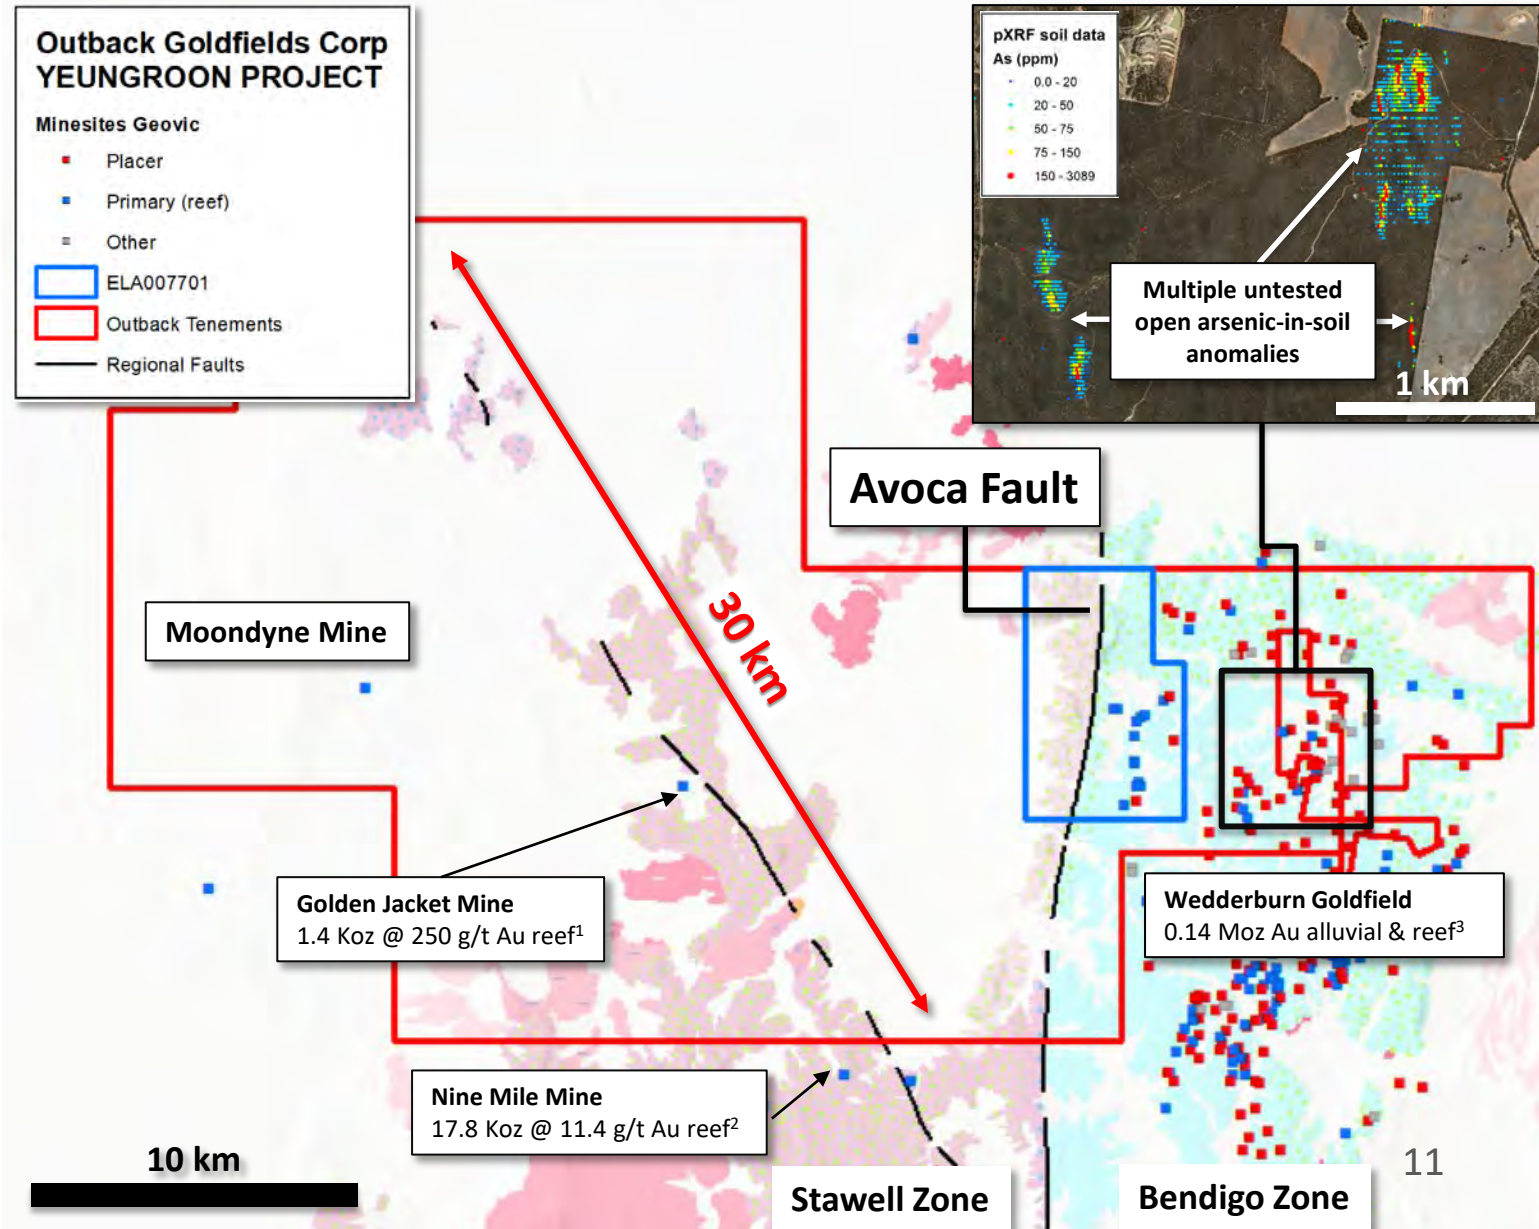 Outback Goldfields Corp
YEUNGROON PROJECT
Minesites Geovic
Placer
Primary (reef)
Other
ELA007701
Outback Tenements
Regional Faults
pXRF soil data
As (ppm)
0.0 - 20
20 - 50
50 - 75
75 - 150
150 - 3089
Multiple untested
open arsenic-in-soil
anomalies
1 km
Avoca Fault
30 km
Moondyne Mine
Golden Jacket Mine
1.4 Koz @ 250 g/t Au reef¹
Wedderburn Goldfield
0.14 Moz Au alluvial & reef³
Nine Mile Mine
17.8 Koz @ 11.4 g/t Au reef²
10 km
Stawell Zone
Bendigo Zone
11